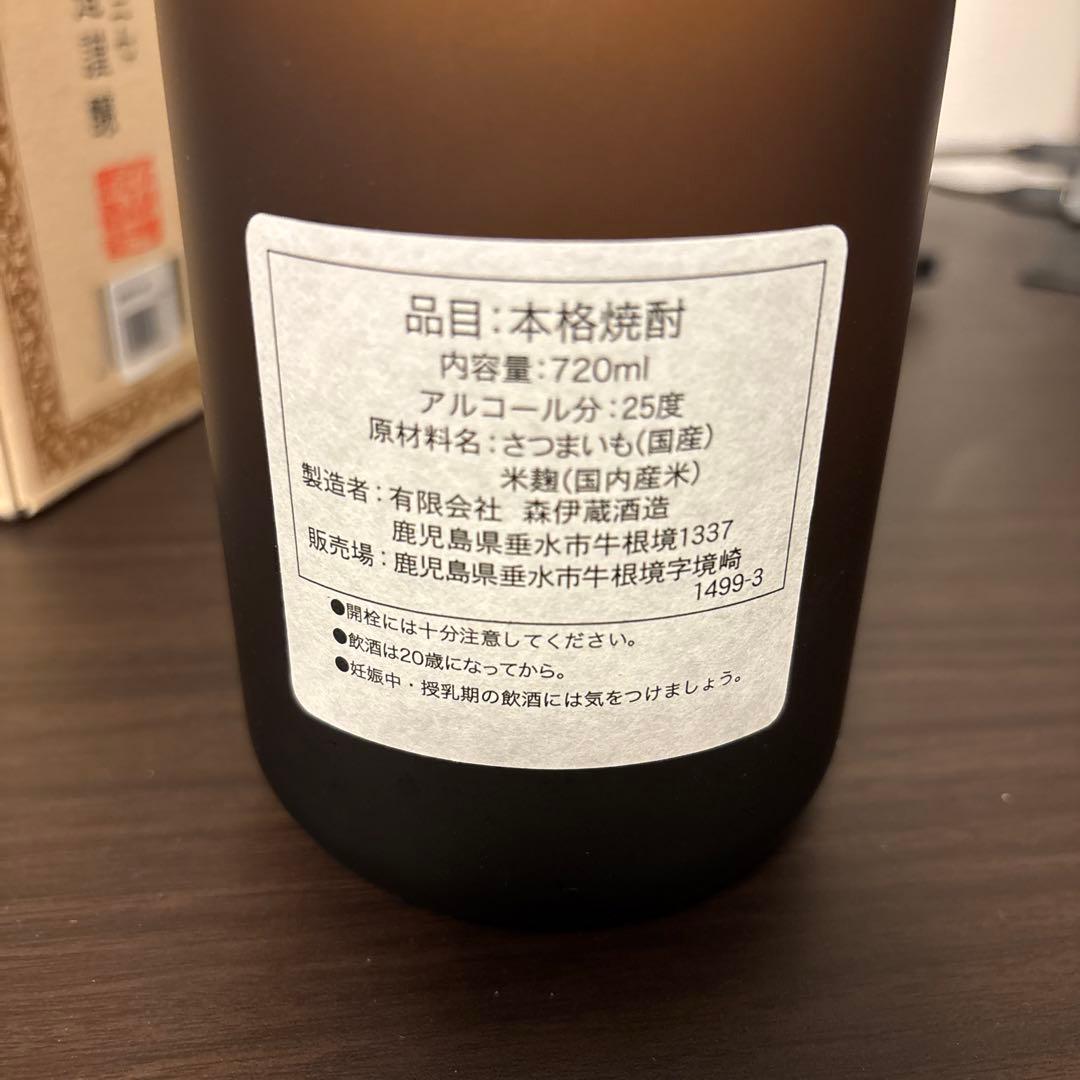 品目:本格焼酎
内容量:720ml
アルコール分:25度
原材料名:さつまいも(国産)
米麹(国内産米)
製造者:有限会社 森伊蔵酒造
鹿児島県垂水市牛根境1337
販売場:鹿児島県垂水市牛根境字境崎
1499-3
●開栓には十分注意してください。
●飲酒は20歳になってから。
●妊娠中・授乳期の飲酒には気をつけましょう。